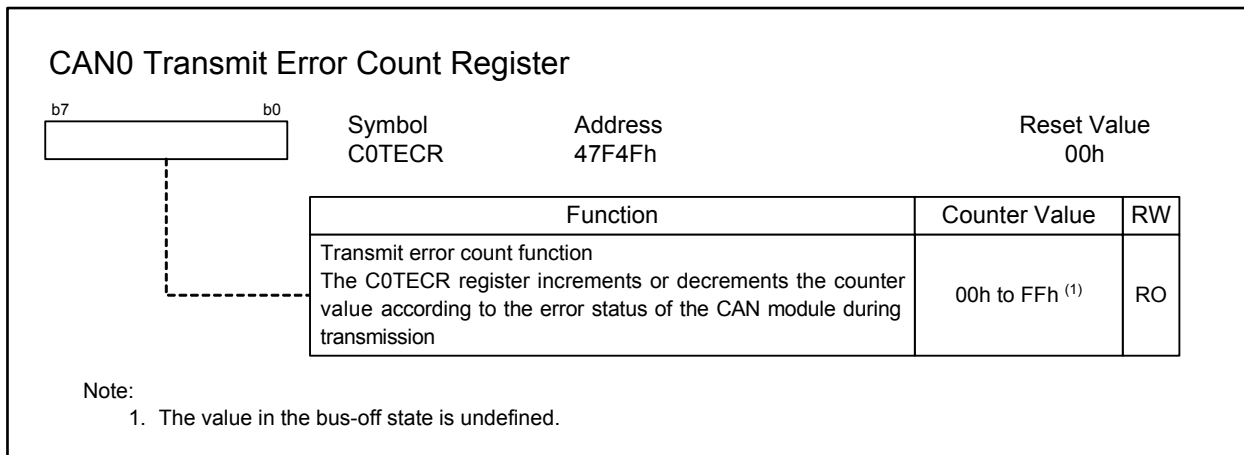 CAN0 Transmit Error Count Register
b7 b0
Symbol Address Reset Value
C0TECR 47F4Fh 00h
Function Counter Value RW
Transmit error count function
The C0TECR register increments or decrements the counter
value according to the error status of the CAN module during
transmission
00h to FFh (1) RO
Note:
1. The value in the bus-off state is undefined.